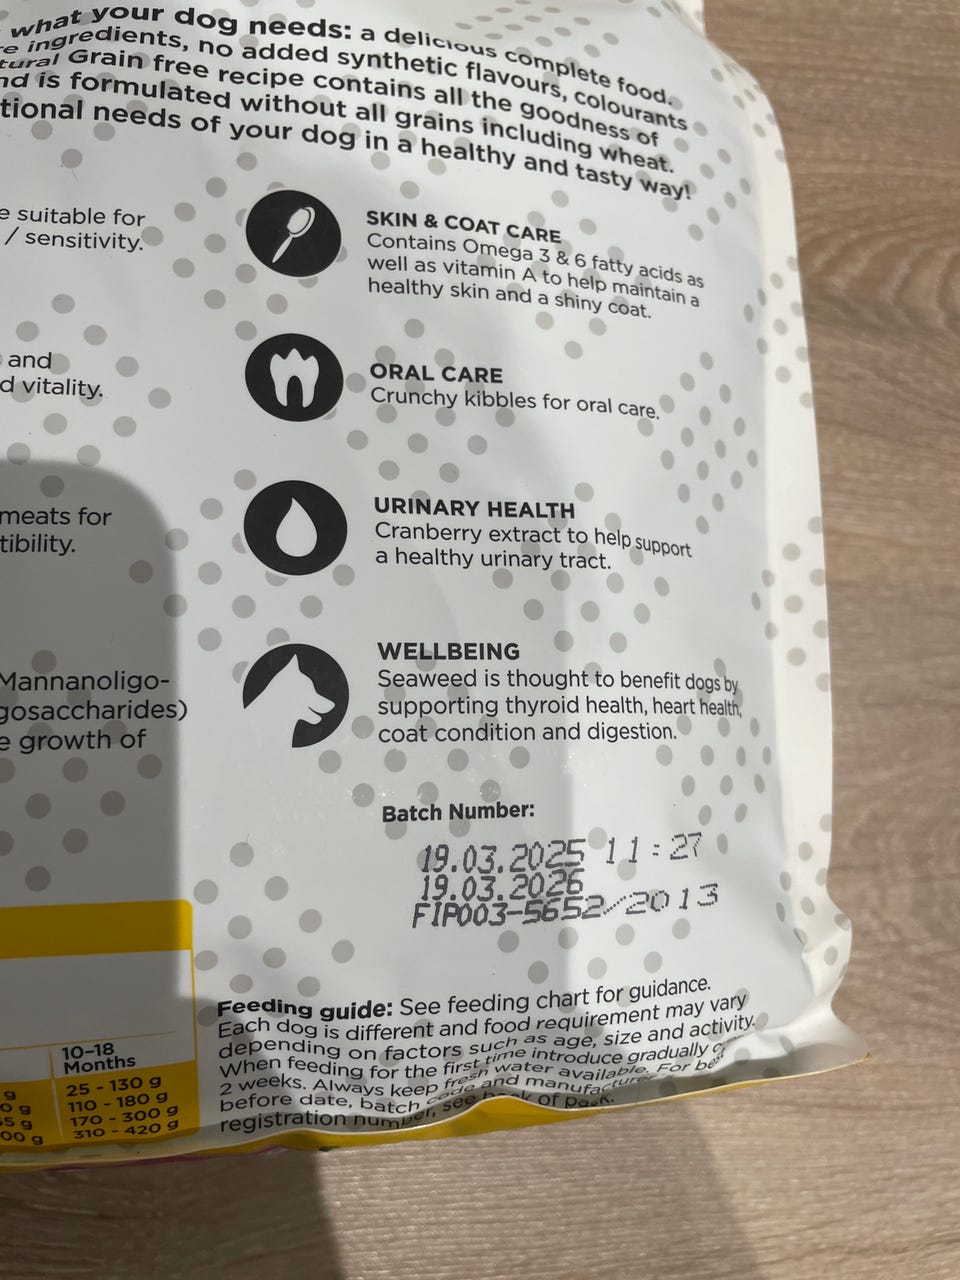 what your dog needs: a delicious complete food.
re ingredients, no added synthetic flavours, colourants
tural Grain free recipe contains all the goodness of
nd is formulated without all grains including wheat.
tional needs of your dog in a healthy and tasty way!
e suitable for
/ sensitivity.
SKIN & COAT CARE
Contains Omega 3 & 6 fatty acids as
well as vitamin A to help maintain a
healthy skin and a shiny coat.
and
d vitality.
ORAL CARE
Crunchy kibbles for oral care.
meats for
tibility.
URINARY HEALTH
Cranberry extract to help support
a healthy urinary tract.
Mannanoligo-
gosaccharides)
e growth of
WELLBEING
Seaweed is thought to benefit dogs by
supporting thyroid health, heart health,
coat condition and digestion.
Batch Number:
19.03.2025 11:27
19.03.2026
F1P003-5652/2013
10-18
Months
g 25 - 130 g
0 g 110 - 180 g
5 g 170 - 300 g
00 g 310 - 420 g
Feeding guide: See feeding chart for guidance.
Each dog is different and food requirement may vary
depending on factors such as age, size and activity.
When feeding for the first time introduce gradually
2 weeks. Always keep fresh water available. For
before date, batch code and manufacturer
registration number, see back of pack.